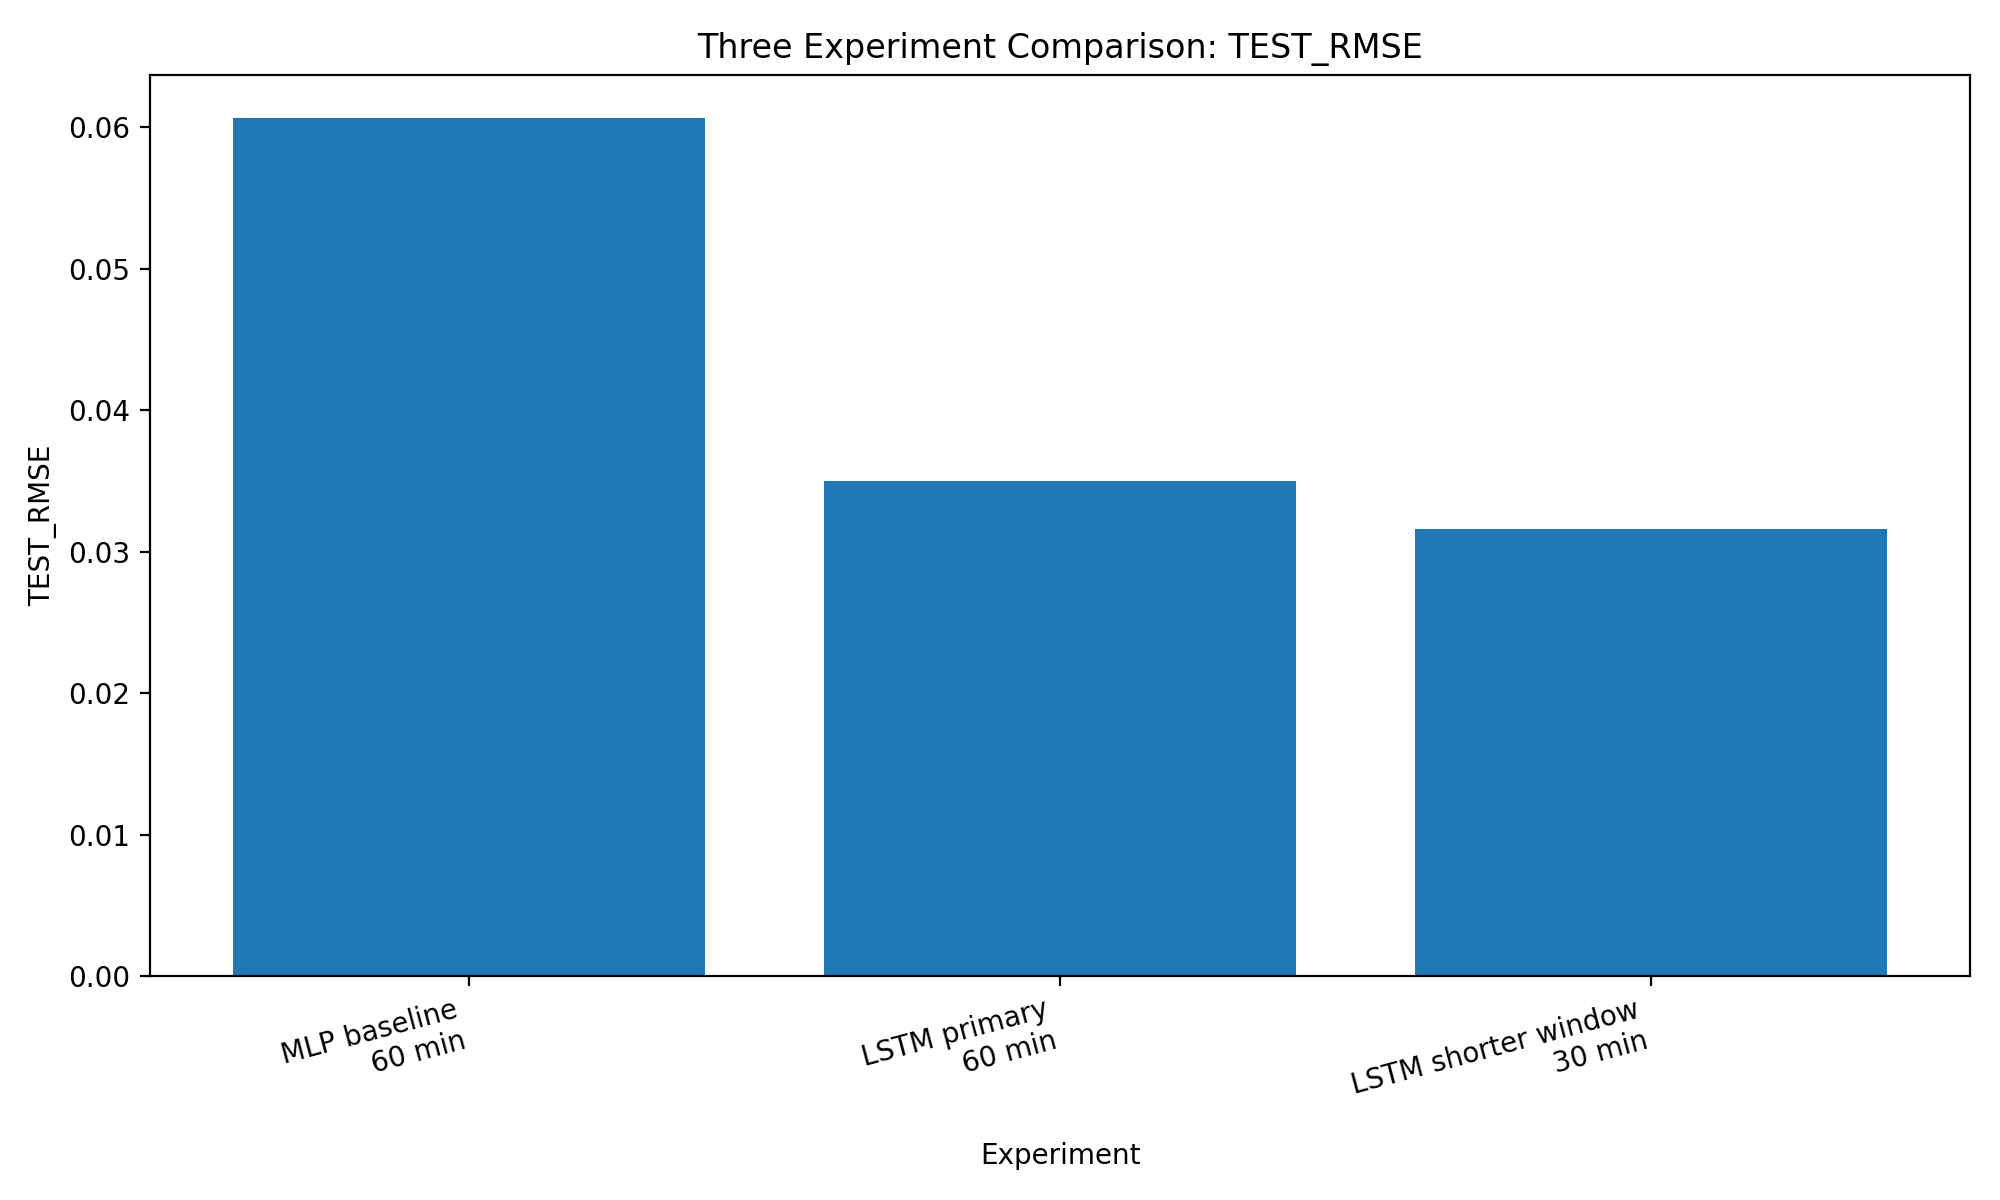 Three Experiment Comparison: TEST_RMSE
TEST_RMSE
0.06
0.05
0.04
0.03
0.02
0.01
0.00
MLP baseline
60 min
LSTM primary
60 min
LSTM shorter window
30 min
Experiment